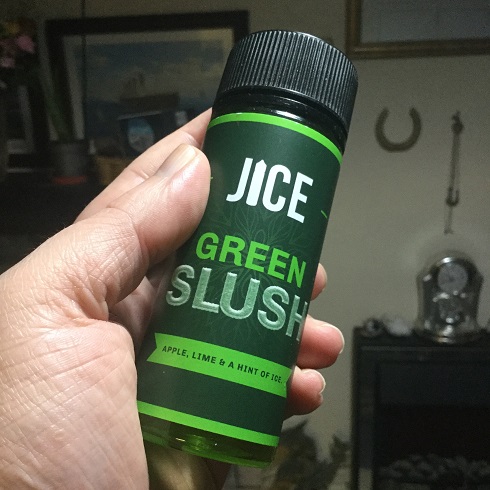 JICE
GREEN
SLUSH
APPLE, LIME & A HINT OF ICE.